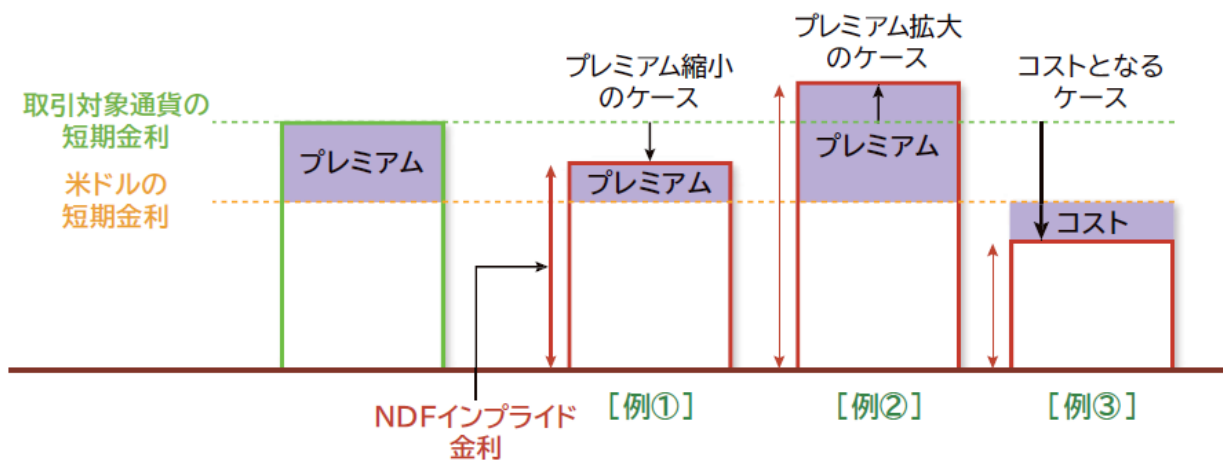 取引対象通貨の
短期金利
米ドルの
短期金利
プレミアム
プレミアム縮小
のケース
プレミアム
プレミアム拡大
のケース
プレミアム
コストとなる
ケース
コスト
NDFインプライド
金利
［例①］
［例②］
［例③］